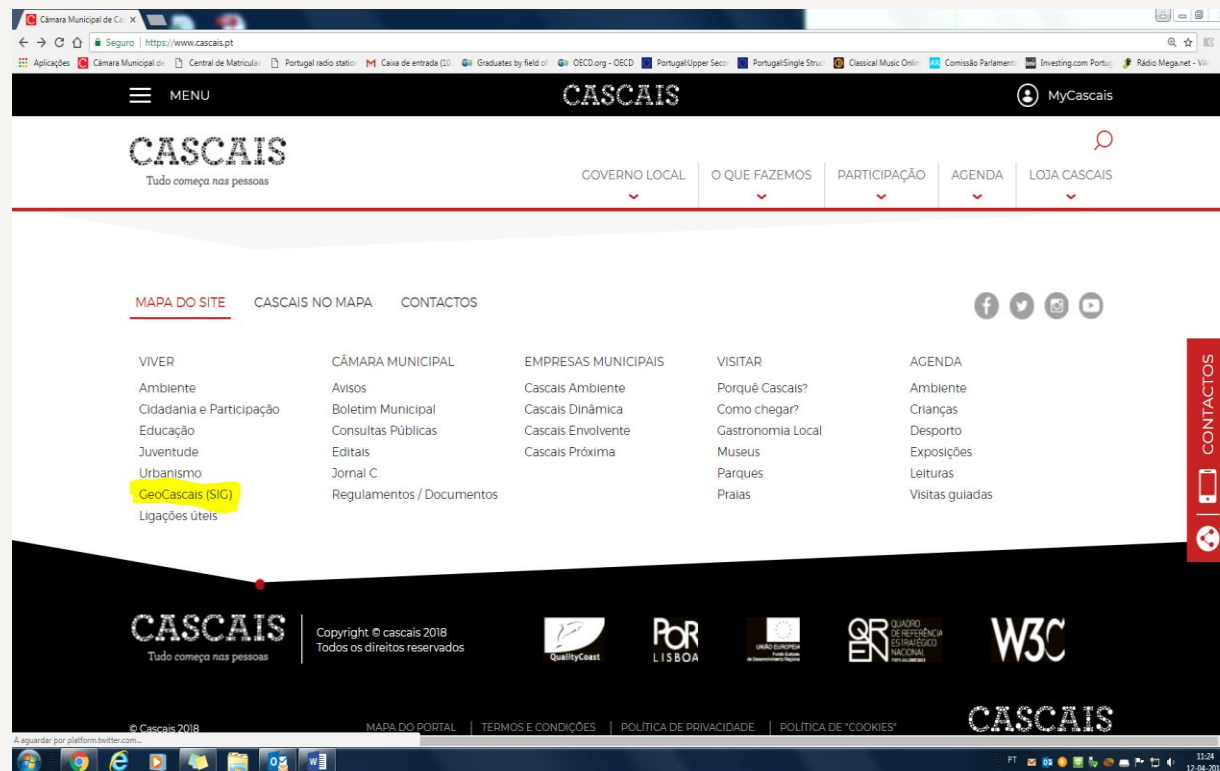 Câmara Municipal de Ca
Seguro | https://www.cascais.pt
Aplicações Câmara Municipal de Central de Matrículas Portugal radio station Caixa de entrada (10 Graduates by field of OECD.org - OECD Portugal:Upper Seco Portugal:Single Struc Classical Music Onlin Comissão Parlament Investing.com Portug Rádio Megа.net - VA
MENU CASCAIS MyCascais
CASCAIS
Tudo começa nas pessoas
GOVERNO LOCAL O QUE FAZEMOS PARTICIPAÇÃO AGENDA LOJA CASCAIS
MAPA DO SITE CASCAIS NO MAPA CONTACTOS
VIVER
Ambiente
Cidadania e Participação
Educação
Juventude
Urbanismo
GeoCascais (SIG)
Ligações úteis
CÂMARA MUNICIPAL
Avisos
Boletim Municipal
Consultas Públicas
Editais
Jornal C
Regulamentos / Documentos
EMPRESAS MUNICIPAIS
Cascais Ambiente
Cascais Dinâmica
Cascais Envolvente
Cascais Próxima
VISITAR
Porquê Cascais?
Como chegar?
Gastronomia Local
Museus
Parques
Praias
AGENDA
Ambiente
Crianças
Desporto
Exposições
Leituras
Visitas guiadas
CONTACTOS
CASCAIS
Tudo começa nas pessoas
Copyright © cascais 2018
Todos os direitos reservados
QualityCoast
PoR
LISBOA
UNIÃO EUROPEIA
QREN
QUADRO
DE REFERÊNCIA
ESTRATÉGICO
NACIONAL
W3C
© Cascais 2018
MAPA DO PORTAL | TERMOS E CONDIÇÕES | POLÍTICA DE PRIVACIDADE | POLÍTICA DE "COOKIES"
CASCAIS
A aguardar por platform.twitter.com...
PT
11:24
12-04-201